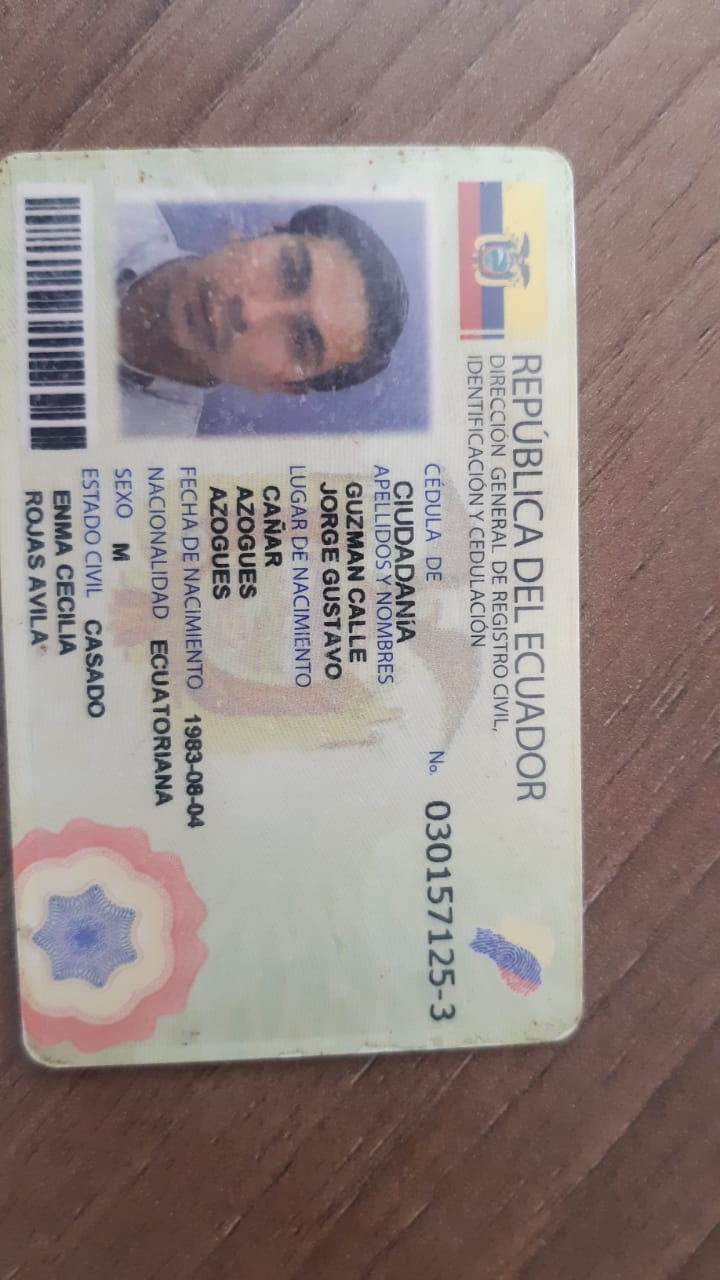 REPÚBLICA DEL ECUADOR
DIRECCIÓN GENERAL DE REGISTRO CIVIL,
IDENTIFICACIÓN Y CEDULACIÓN
CÉDULA DE No. 030157125-3
CIUDADANÍA
APELLIDOS Y NOMBRES
GUZMAN CALLE
JORGE GUSTAVO
LUGAR DE NACIMIENTO
CAÑAR
AZOGUES
AZOGUES
FECHA DE NACIMIENTO 1983-08-04
NACIONALIDAD ECUATORIANA
SEXO M
ESTADO CIVIL CASADO
ENMA CECILIA
ROJAS AVILA